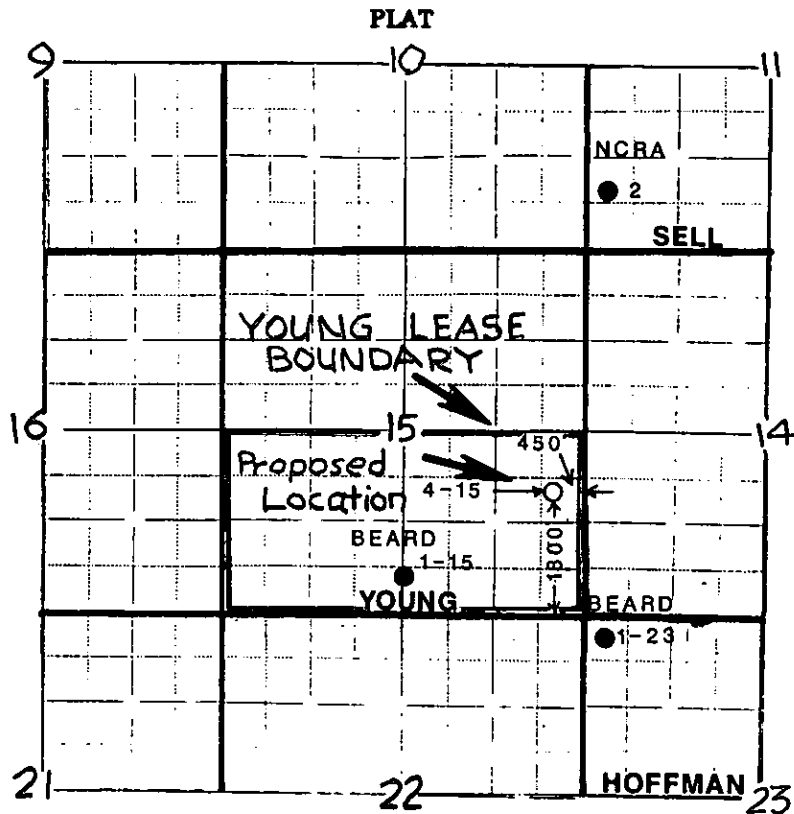 PLAT
9 10 11
NCRA
2
SELL
YOUNG LEASE
BOUNDARY
16 15 14
450
Proposed
Location
4-15
1800
BEARD
1-15
YOUNG
BEARD
1-23
HOFFMAN
21 22 23